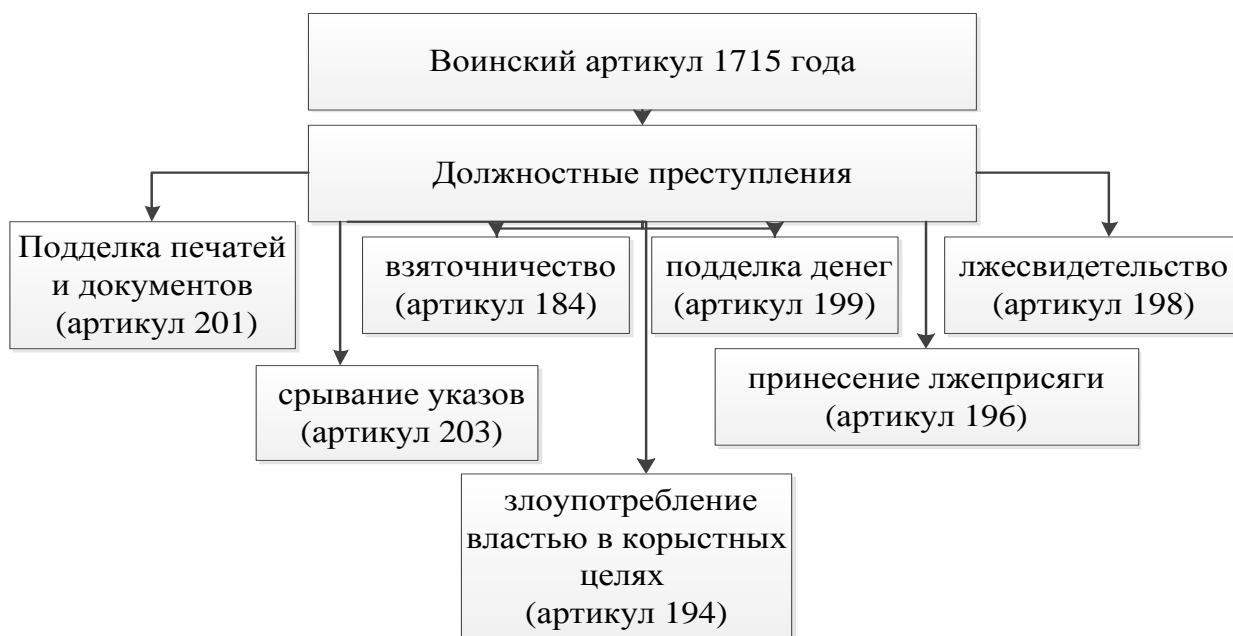 Воинский артикул 1715 года
Должностные преступления
Подделка печатей
и документов
(артикул 201)
взяточничество
(артикул 184)
подделка денег
(артикул 199)
лжесвидетельство
(артикул 198)
срывание указов
(артикул 203)
принесение лжеприсяги
(артикул 196)
злоупотребление
властью в корыстных
целях
(артикул 194)